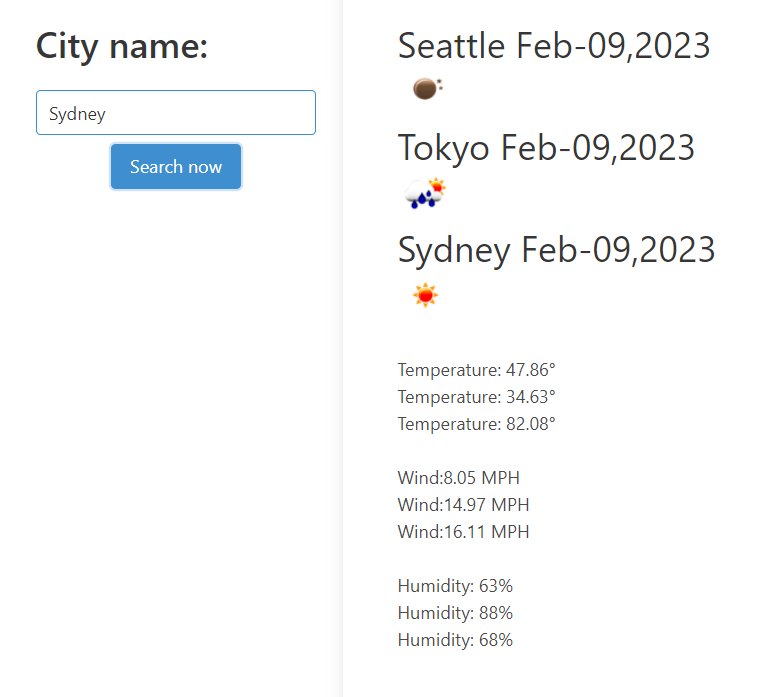 City name:
Sydney
Search now
Seattle Feb-09,2023
Tokyo Feb-09,2023
Sydney Feb-09,2023
Temperature: 47.86°
Temperature: 34.63°
Temperature: 82.08°
Wind:8.05 MPH
Wind:14.97 MPH
Wind:16.11 MPH
Humidity: 63%
Humidity: 88%
Humidity: 68%